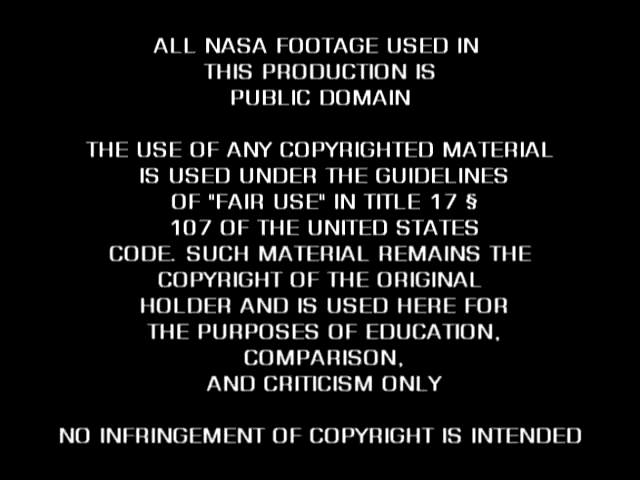 ALL NASA FOOTAGE USED IN
THIS PRODUCTION IS
PUBLIC DOMAIN
THE USE OF ANY COPYRIGHTED MATERIAL
IS USED UNDER THE GUIDELINES
OF "FAIR USE" IN TITLE 17 §
107 OF THE UNITED STATES
CODE. SUCH MATERIAL REMAINS THE
COPYRIGHT OF THE ORIGINAL
HOLDER AND IS USED HERE FOR
THE PURPOSES OF EDUCATION,
COMPARISON,
AND CRITICISM ONLY
NO INFRINGEMENT OF COPYRIGHT IS INTENDED